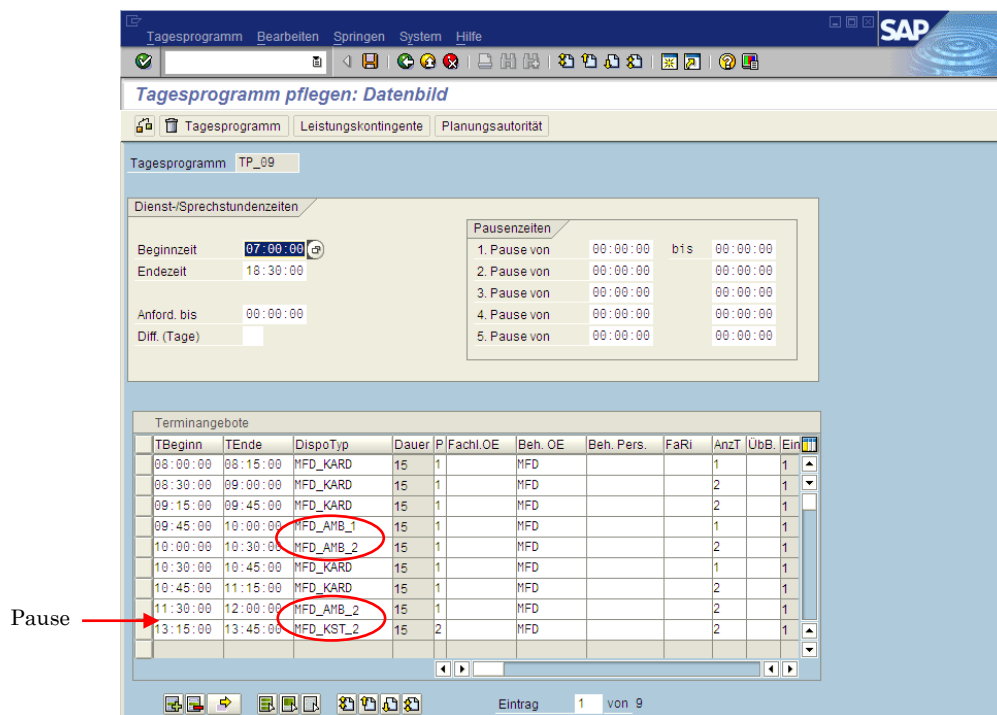 Tagesprogramm Bearbeiten Springen System Hilfe
SAP
Tagesprogramm pflegen: Datenbild
Tagesprogramm Leistungskontingente Planungsautorität
Tagesprogramm TP_09
Dienst-/Sprechstundenzeiten
Pausenzeiten
Beginnzeit 07:00:00 1. Pause von 00:00:00 bis 00:00:00
Endezeit 18:30:00 2. Pause von 00:00:00 00:00:00
3. Pause von 00:00:00 00:00:00
Anford. bis 00:00:00 4. Pause von 00:00:00 00:00:00
Diff. (Tage) 5. Pause von 00:00:00 00:00:00
Terminangebote
TBeginn TEnde DispoTyp Dauer P Fachl.OE Beh. OE Beh. Pers. FaRi AnzT ÜbB. Ein
08:00:00 08:15:00 MFD_KARD 15 1 MFD 1 1
08:30:00 09:00:00 MFD_KARD 15 1 MFD 2 1
09:15:00 09:45:00 MFD_KARD 15 1 MFD 2 1
09:45:00 10:00:00 MFD_AMB_1 15 1 MFD 1 1
10:00:00 10:30:00 MFD_AMB_2 15 1 MFD 2 1
10:30:00 10:45:00 MFD_KARD 15 1 MFD 1 1
10:45:00 11:15:00 MFD_KARD 15 1 MFD 2 1
11:30:00 12:00:00 MFD_AMB_2 15 1 MFD 2 1
Pause
13:15:00 13:45:00 MFD_KST_2 15 2 MFD 2 1
Eintrag 1 von 9